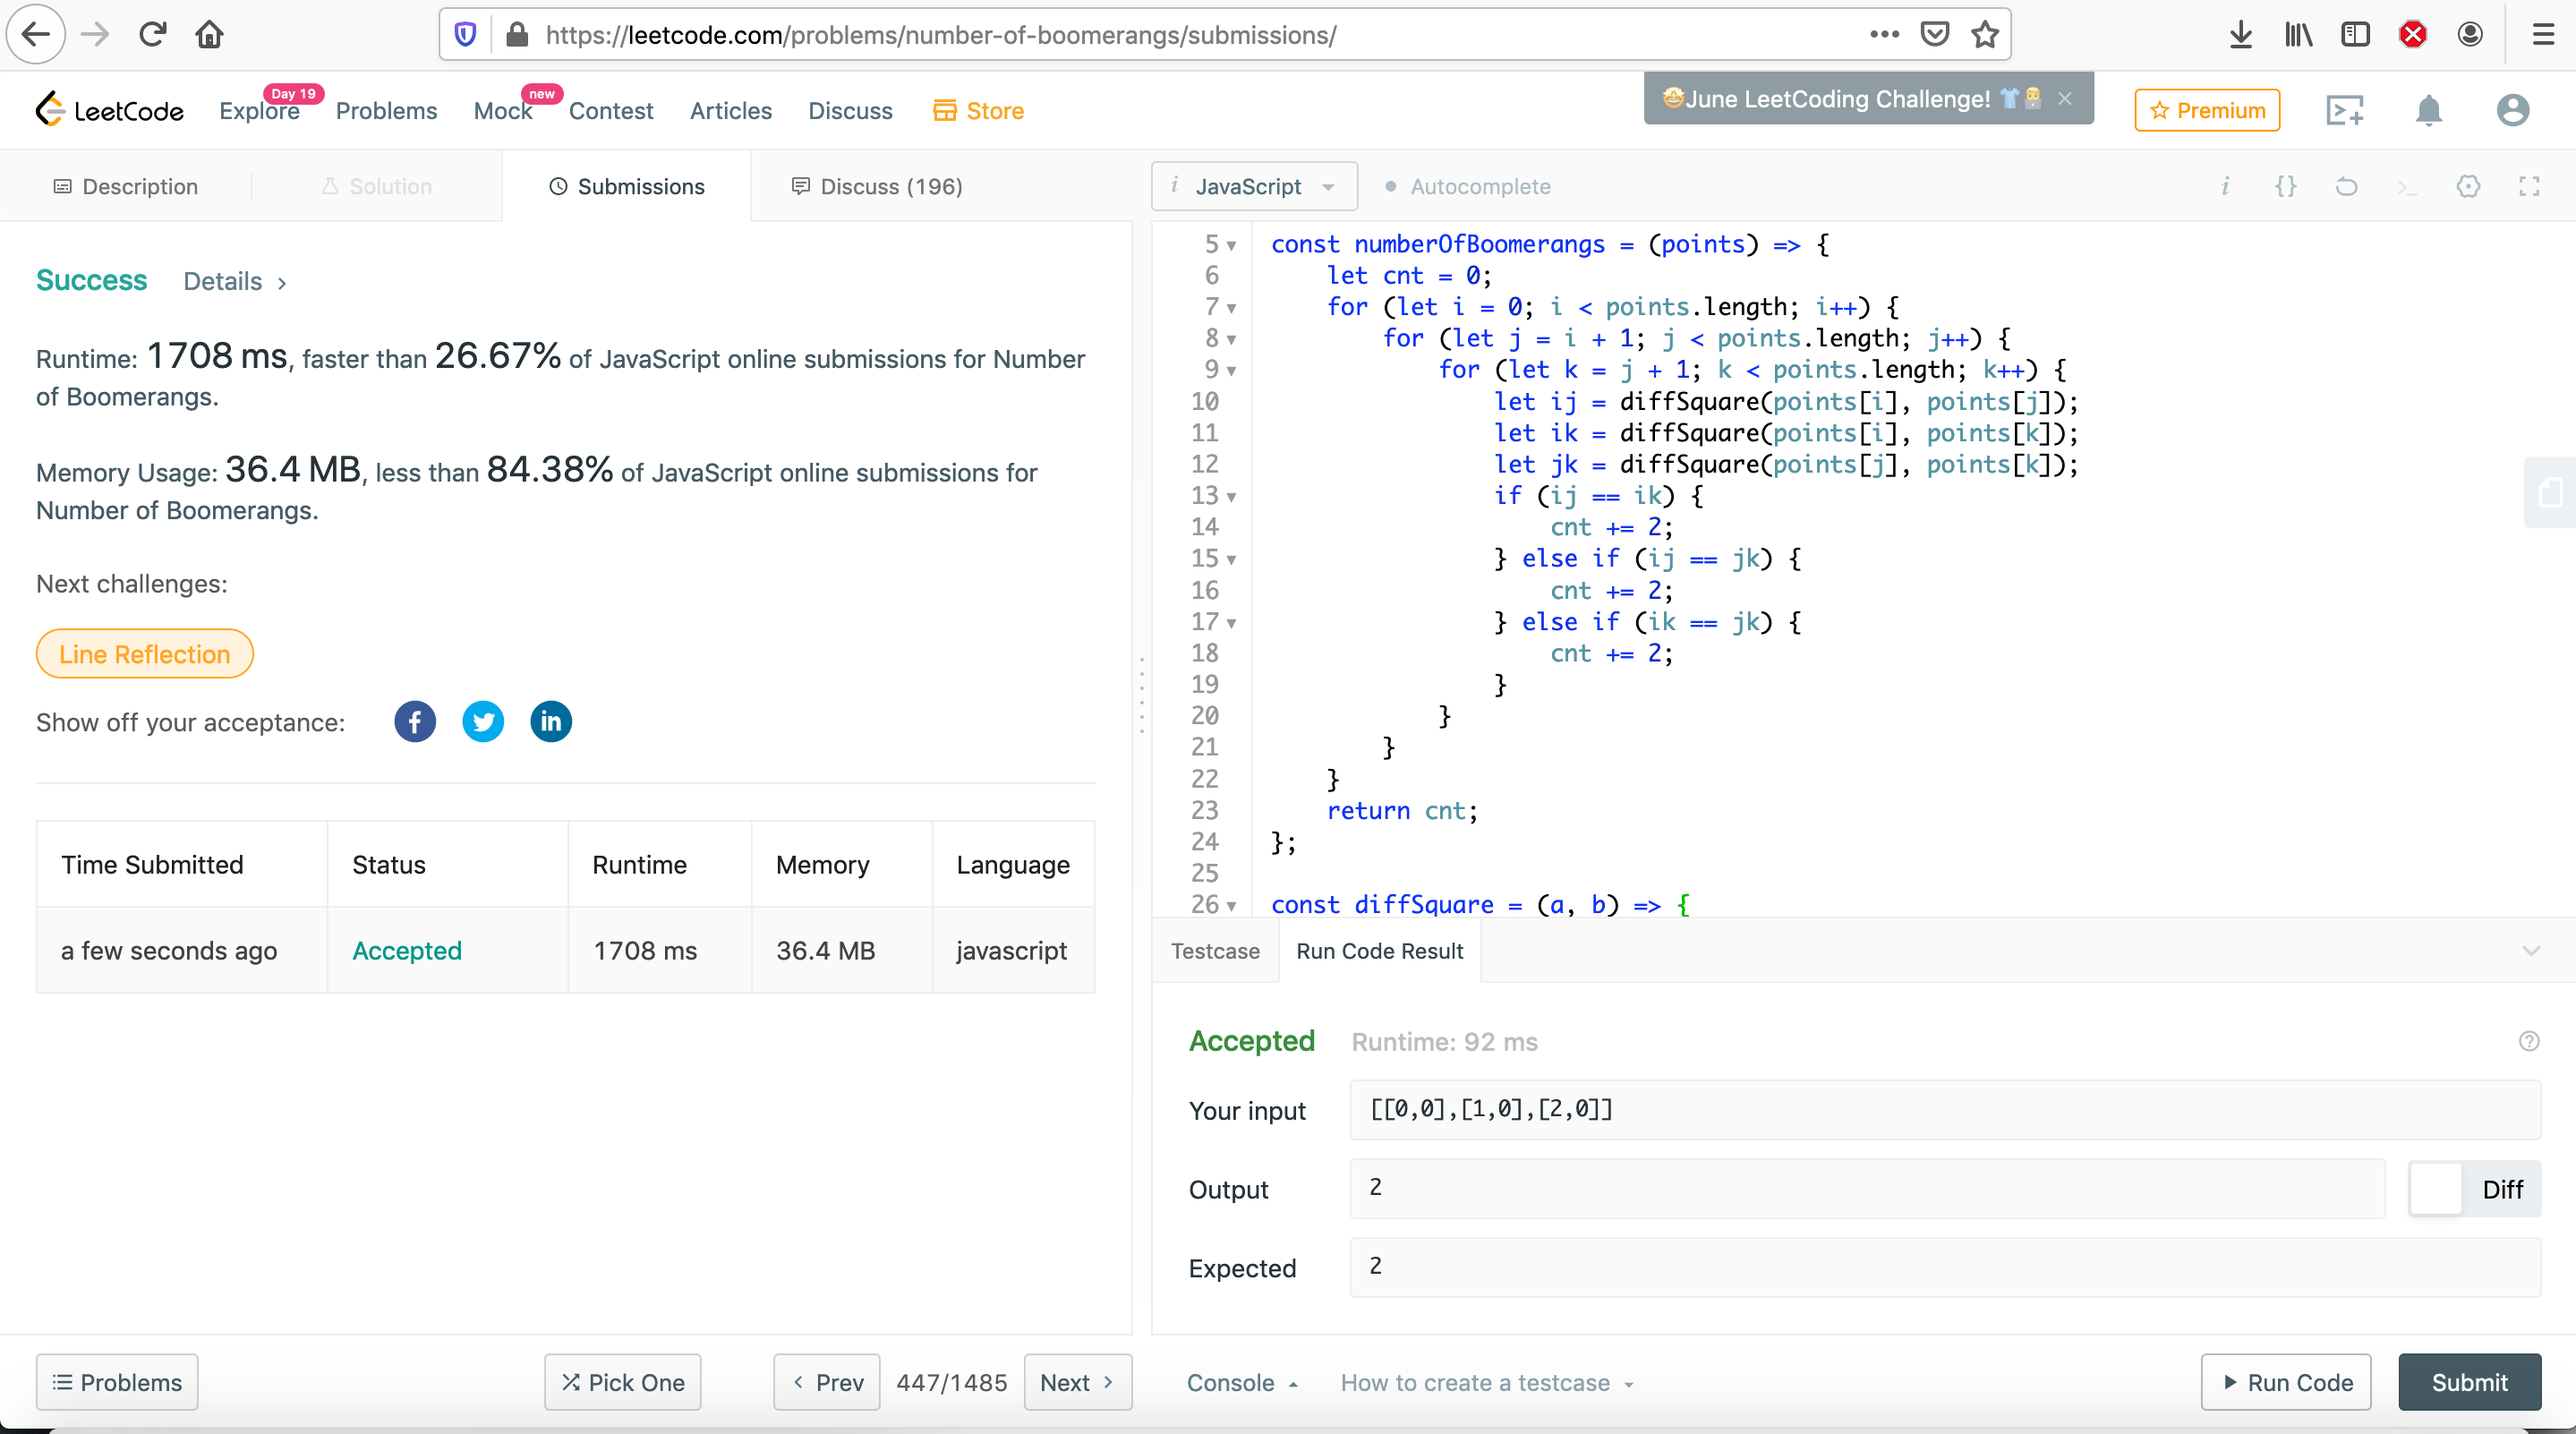 https://leetcode.com/problems/number-of-boomerangs/submissions/
LeetCode
Explore
Day 19
Problems
Mock
new
Contest
Articles
Discuss
Store
🤩June LeetCoding Challenge! 👕👨‍💻 ×
Premium
Description
Solution
Submissions
Discuss (196)
i JavaScript
Autocomplete
Success Details >
Runtime: 1708 ms, faster than 26.67% of JavaScript online submissions for Number
of Boomerangs.
Memory Usage: 36.4 MB, less than 84.38% of JavaScript online submissions for
Number of Boomerangs.
Next challenges:
Line Reflection
Show off your acceptance:
Time Submitted Status Runtime Memory Language
a few seconds ago Accepted 1708 ms 36.4 MB javascript
5 const numberOfBoomerangs = (points) => {
6 let cnt = 0;
7 for (let i = 0; i < points.length; i++) {
8 for (let j = i + 1; j < points.length; j++) {
9 for (let k = j + 1; k < points.length; k++) {
10 let ij = diffSquare(points[i], points[j]);
11 let ik = diffSquare(points[i], points[k]);
12 let jk = diffSquare(points[j], points[k]);
13 if (ij == ik) {
14 cnt += 2;
15 } else if (ij == jk) {
16 cnt += 2;
17 } else if (ik == jk) {
18 cnt += 2;
19 }
20 }
21 }
22 }
23 return cnt;
24 };
25
26 const diffSquare = (a, b) => {
Testcase
Run Code Result
Accepted Runtime: 92 ms
Your input [[0,0],[1,0],[2,0]]
Output 2 Diff
Expected 2
Problems
Pick One
< Prev
447/1485
Next >
Console
How to create a testcase
Run Code
Submit